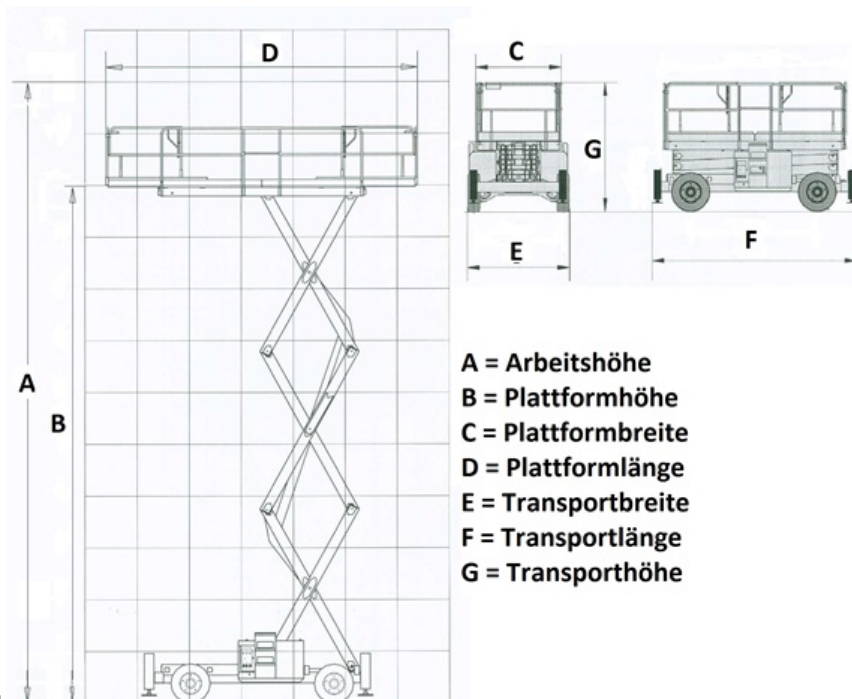 D
C
G
E
F
A
B
A = Arbeitshöhe
B = Plattformhöhe
C = Plattformbreite
D = Plattformlänge
E = Transportbreite
F = Transportlänge
G = Transporthöhe